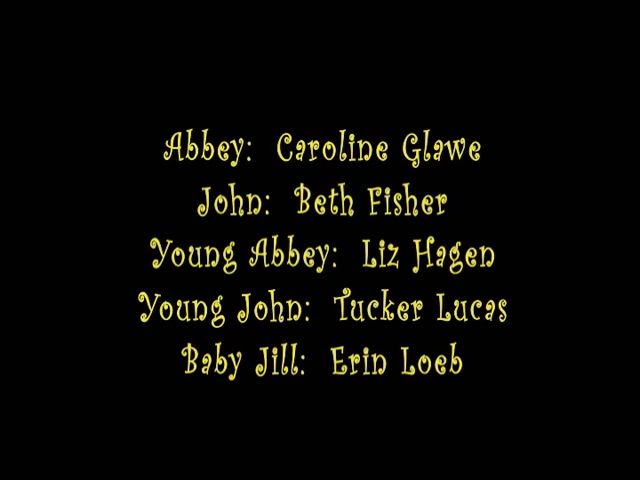 Abbey: Caroline Glawe
John: Beth Fisher
Young Abbey: Liz Hagen
Young John: Tucker Lucas
Baby Jill: Erin Loeb